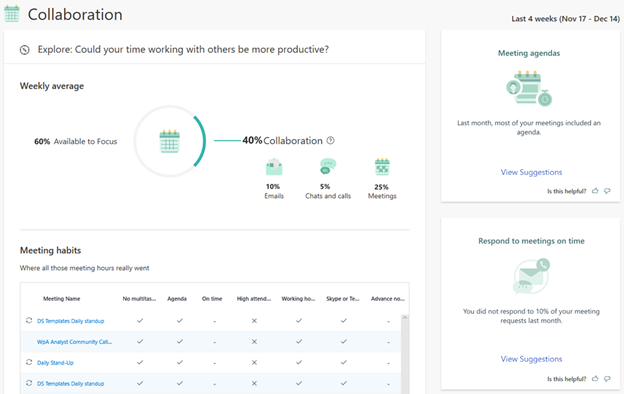 Collaboration
Last 4 weeks (Nov 17 - Dec 14)
Explore: Could your time working with others be more productive?
Weekly average
60% Available to Focus
40% Collaboration
10%
Emails
5%
Chats and calls
25%
Meetings
Meeting habits
Where all those meeting hours really went
Meeting Name No multitas... Agenda On time High attend... Working ho... Skype or Te... Advance no...
DS Templates Daily standup - -
WpA Analyst Community Call... - -
Daily Stand-Up - -
DS Templates Daily standup - -
Meeting agendas
Last month, most of your meetings included an
agenda.
View Suggestions
Is this helpful?
Respond to meetings on time
You did not respond to 10% of your meeting
requests last month.
View Suggestions
Is this helpful?